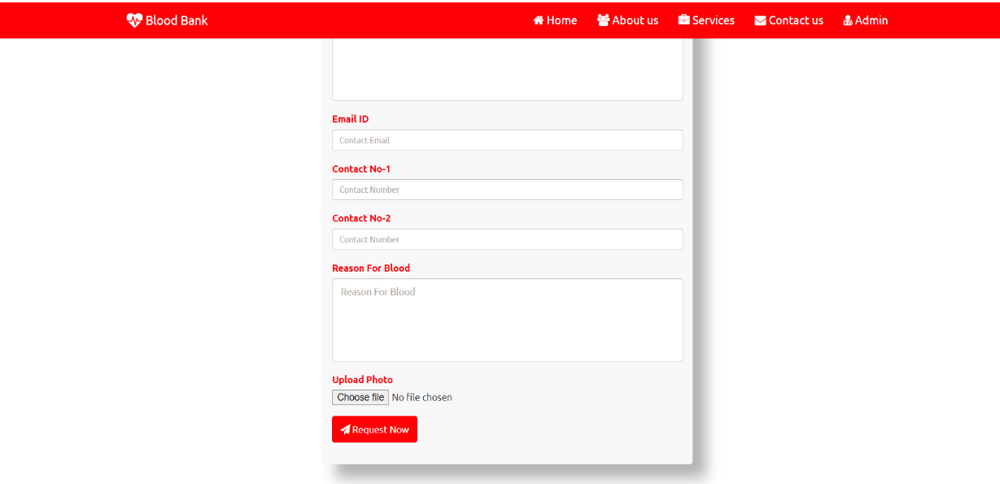 Blood Bank Home About us Services Contact us Admin
Email ID
Contact Email
Contact No-1
Contact Number
Contact No-2
Contact Number
Reason For Blood
Reason For Blood
Upload Photo
Choose file No file chosen
Request Now